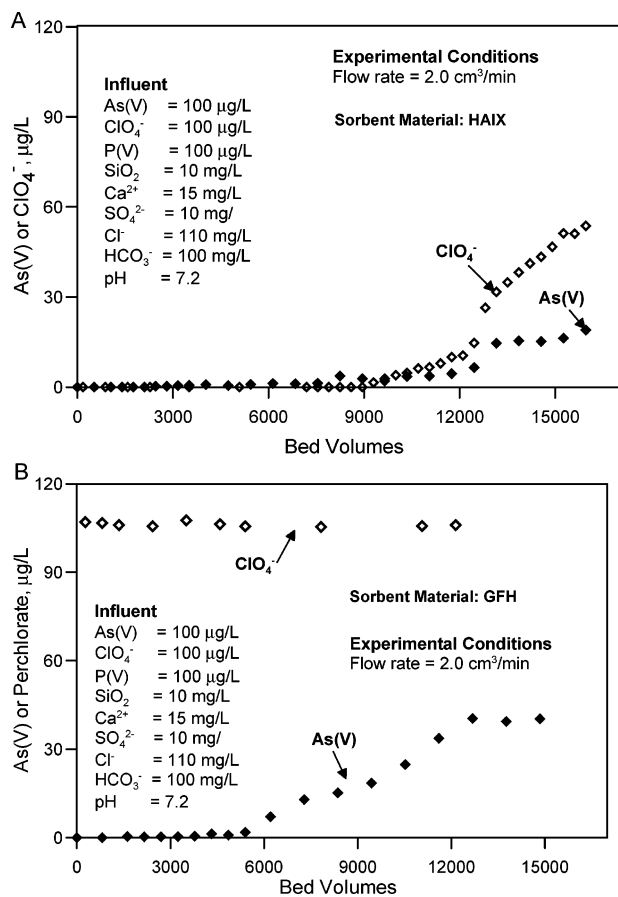 A
120
90
60
30
0
As(V) or ClO₄⁻, μg/L
Influent
As(V) = 100 μg/L
ClO₄⁻ = 100 μg/L
P(V) = 100 μg/L
SiO₂ = 10 mg/L
Ca²⁺ = 15 mg/L
SO₄²⁻ = 10 mg/
Cl⁻ = 110 mg/L
HCO₃⁻ = 100 mg/L
pH = 7.2
Experimental Conditions
Flow rate = 2.0 cm³/min
Sorbent Material: HAIX
ClO₄⁻
As(V)
0 3000 6000 9000 12000 15000
Bed Volumes
B
120
90
60
30
0
As(V) or Perchlorate, μg/L
ClO₄⁻
Sorbent Material: GFH
Influent
As(V) = 100 μg/L
ClO₄⁻ = 100 μg/L
P(V) = 100 μg/L
SiO₂ = 10 mg/L
Ca²⁺ = 15 mg/L
SO₄²⁻ = 10 mg/
Cl⁻ = 110 mg/L
HCO₃⁻ = 100 mg/L
pH = 7.2
Experimental Conditions
Flow rate = 2.0 cm³/min
As(V)
0 3000 6000 9000 12000 15000
Bed Volumes